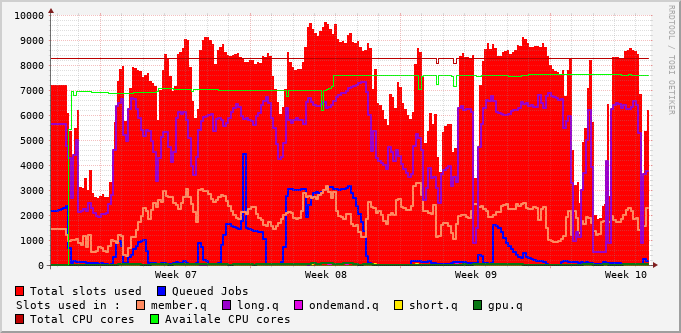 10000
9000
8000
7000
6000
5000
4000
3000
2000
1000
0
Week 07 Week 08 Week 09 Week 10
Total slots used Queued Jobs
Slots used in : member.q long.q ondemand.q short.q gpu.q
Total CPU cores Availale CPU cores
RRDTOOL / TOBI OETIKER